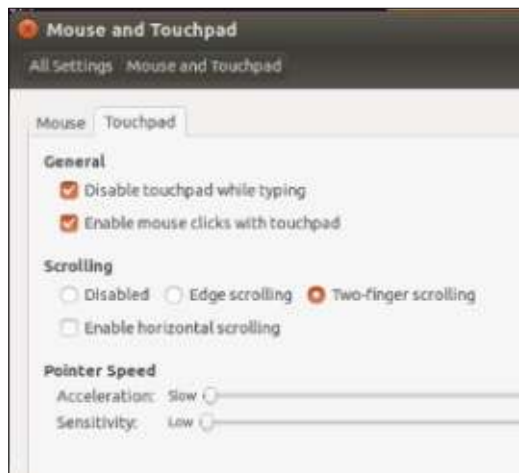 Mouse and Touchpad
All Settings Mouse and Touchpad
Mouse Touchpad
General
Disable touchpad while typing
Enable mouse clicks with touchpad
Scrolling
Disabled Edge scrolling Two-finger scrolling
Enable horizontal scrolling
Pointer Speed
Acceleration: Slow
Sensitivity: Low